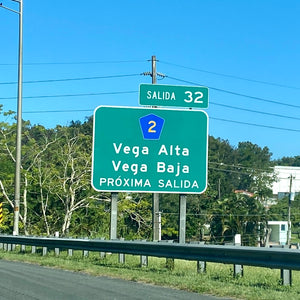 SALIDA 32
2
Vega Alta
Vega Baja
PRÓXIMA SALIDA